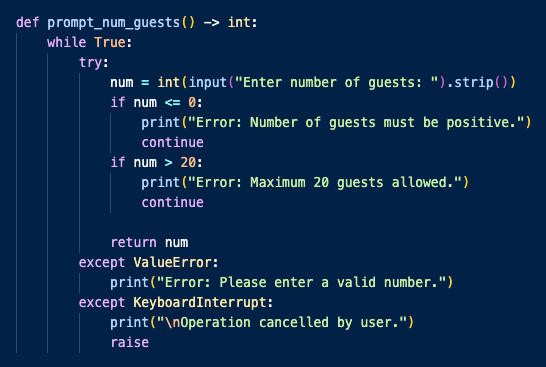 def prompt_num_guests() -> int:
    while True:
        try:
            num = int(input("Enter number of guests: ").strip())
            if num <= 0:
                print("Error: Number of guests must be positive.")
                continue
            if num > 20:
                print("Error: Maximum 20 guests allowed.")
                continue

            return num
        except ValueError:
            print("Error: Please enter a valid number.")
        except KeyboardInterrupt:
            print("\nOperation cancelled by user.")
            raise